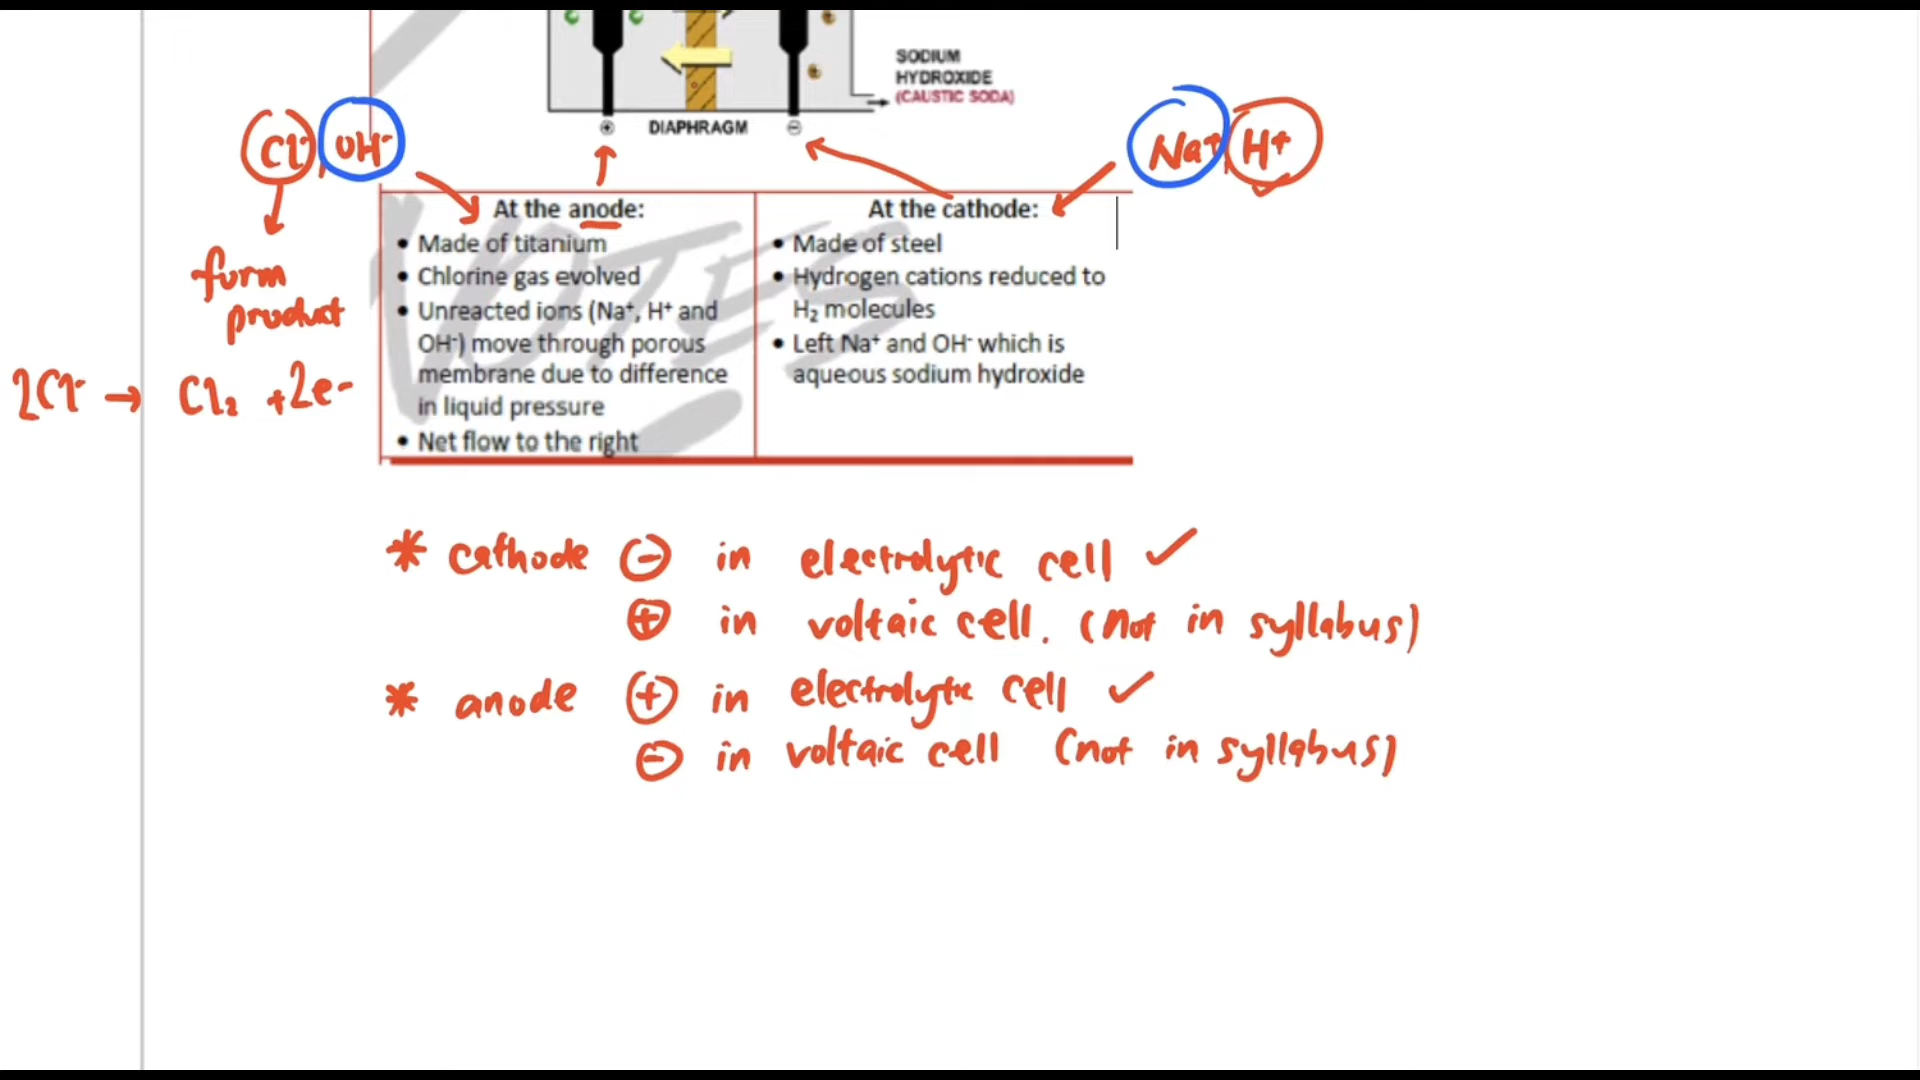 SODIUM
HYDROXIDE
(CAUSTIC SODA)
⊕ DIAPHRAGM ⊖
Cl⁻, OH⁻
Na⁺, H⁺
At the anode:
• Made of titanium
• Chlorine gas evolved
• Unreacted ions (Na⁺, H⁺ and
OH⁻) move through porous
membrane due to difference
in liquid pressure
• Net flow to the right
At the cathode:
• Made of steel
• Hydrogen cations reduced to
H₂ molecules
• Left Na⁺ and OH⁻ which is
aqueous sodium hydroxide
form
product
2Cl⁻ → Cl₂ +2e⁻
NOTES
* cathode ⊖ in electrolytic cell ✓
⊕ in voltaic cell. (not in syllabus)
* anode ⊕ in electrolytic cell ✓
⊖ in voltaic cell (not in syllabus)